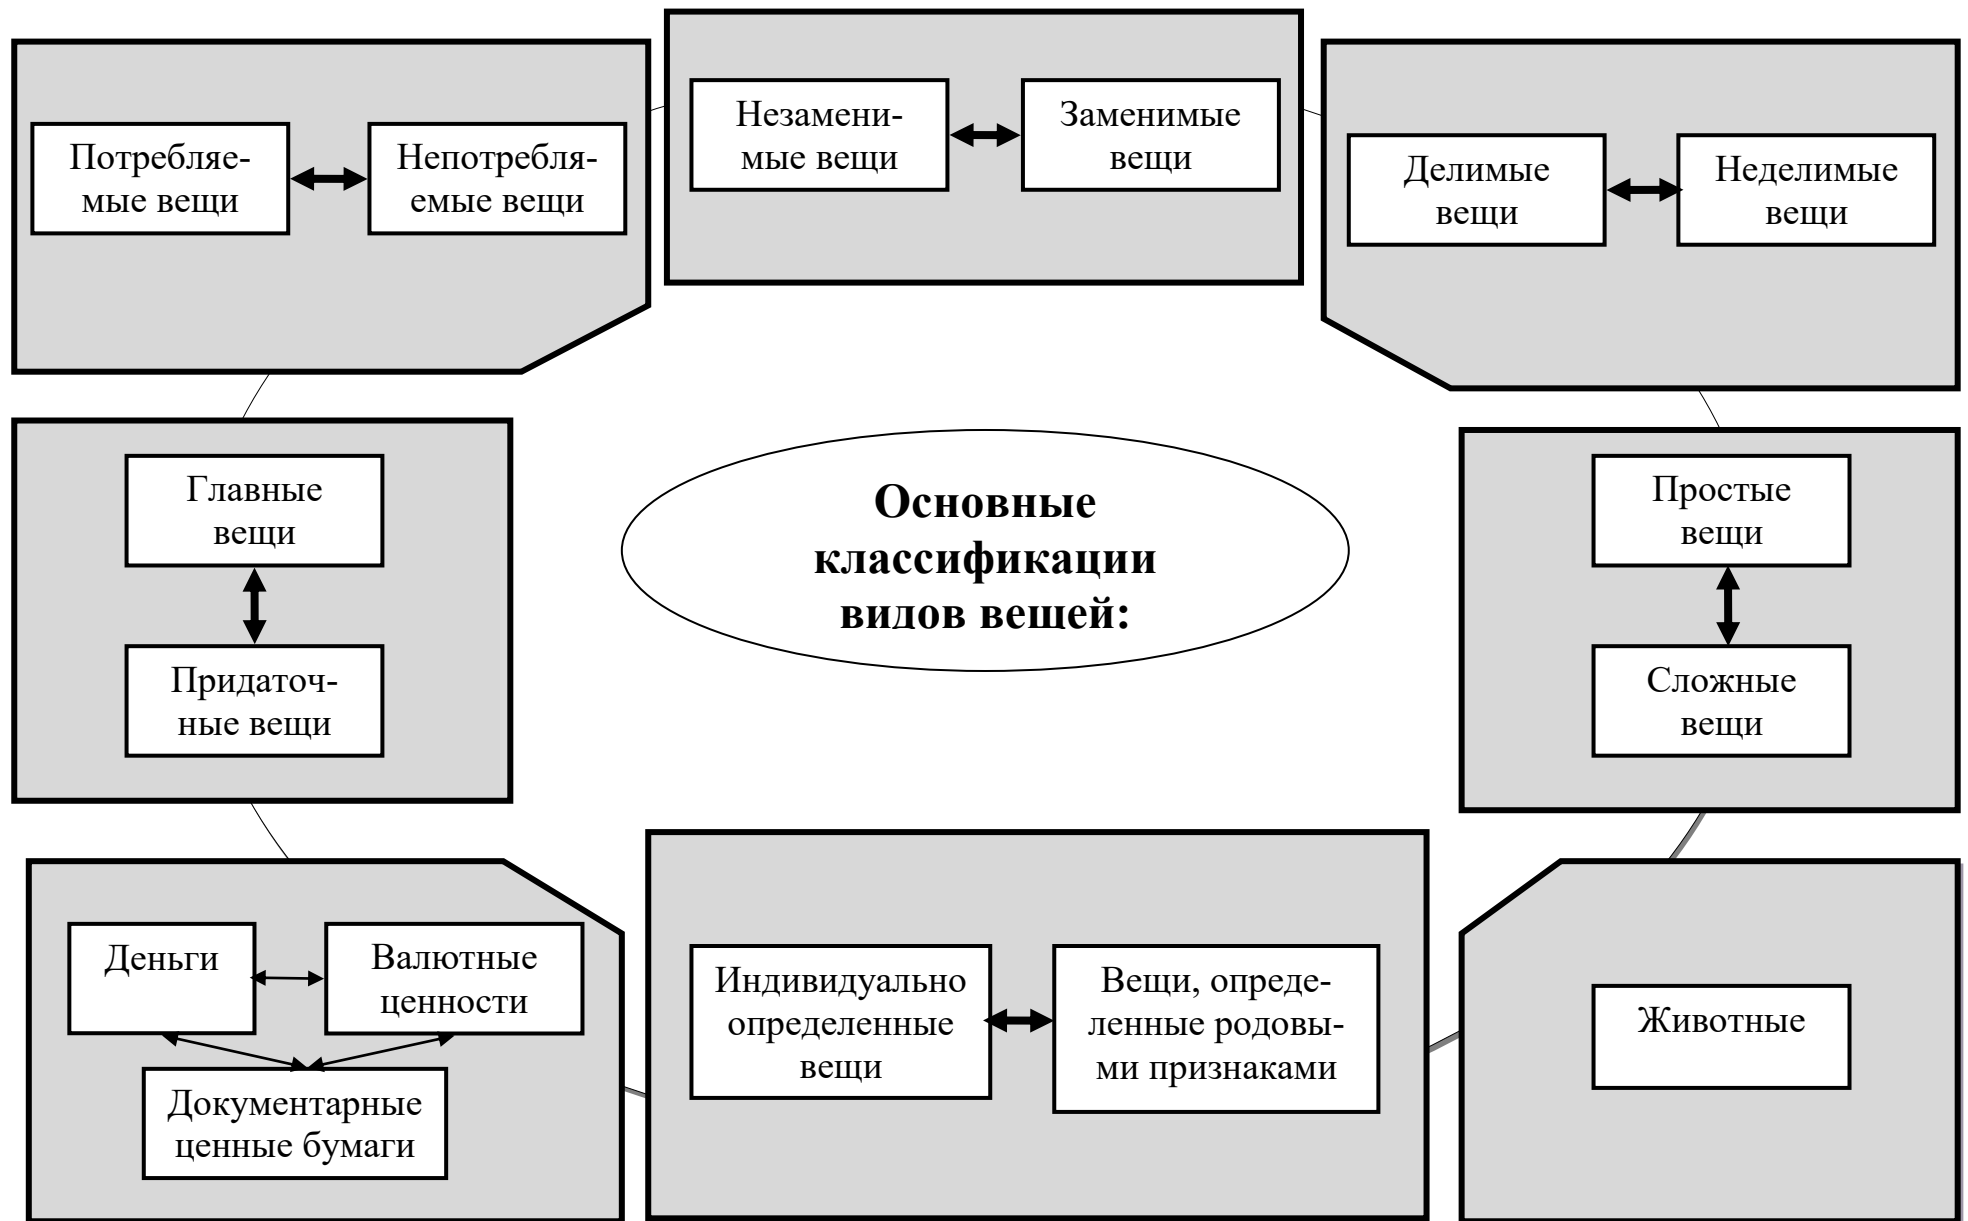 Потребляе-
мые вещи
Непотребля-
емые вещи
Незамени-
мые вещи
Заменимые
вещи
Делимые
вещи
Неделимые
вещи
Главные
вещи
Придаточ-
ные вещи
Основные
классификации
видов вещей:
Простые
вещи
Сложные
вещи
Деньги
Валютные
ценности
Документарные
ценные бумаги
Индивидуально
определенные
вещи
Вещи, опреде-
ленные родовы-
ми признаками
Животные